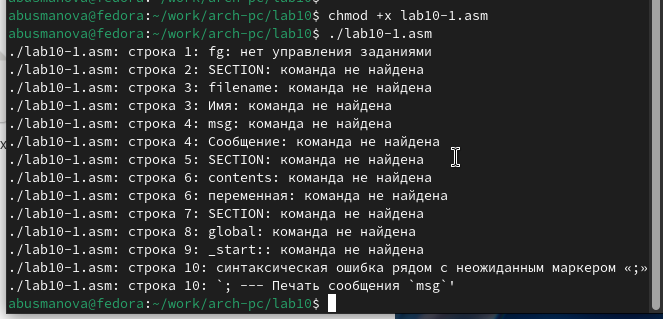 abusmanova@fedora:~/work/arch-pc/lab10$ chmod +x lab10-1.asm
abusmanova@fedora:~/work/arch-pc/lab10$ ./lab10-1.asm
./lab10-1.asm: строка 1: fg: нет управления заданиями
./lab10-1.asm: строка 2: SECTION: команда не найдена
./lab10-1.asm: строка 3: filename: команда не найдена
./lab10-1.asm: строка 3: Имя: команда не найдена
./lab10-1.asm: строка 4: msg: команда не найдена
./lab10-1.asm: строка 4: Сообщение: команда не найдена
./lab10-1.asm: строка 5: SECTION: команда не найдена
./lab10-1.asm: строка 6: contents: команда не найдена
./lab10-1.asm: строка 6: переменная: команда не найдена
./lab10-1.asm: строка 7: SECTION: команда не найдена
./lab10-1.asm: строка 8: global: команда не найдена
./lab10-1.asm: строка 9: _start:: команда не найдена
./lab10-1.asm: строка 10: синтаксическая ошибка рядом с неожиданным маркером «;»
./lab10-1.asm: строка 10: `; --- Печать сообщения `msg`'
abusmanova@fedora:~/work/arch-pc/lab10$